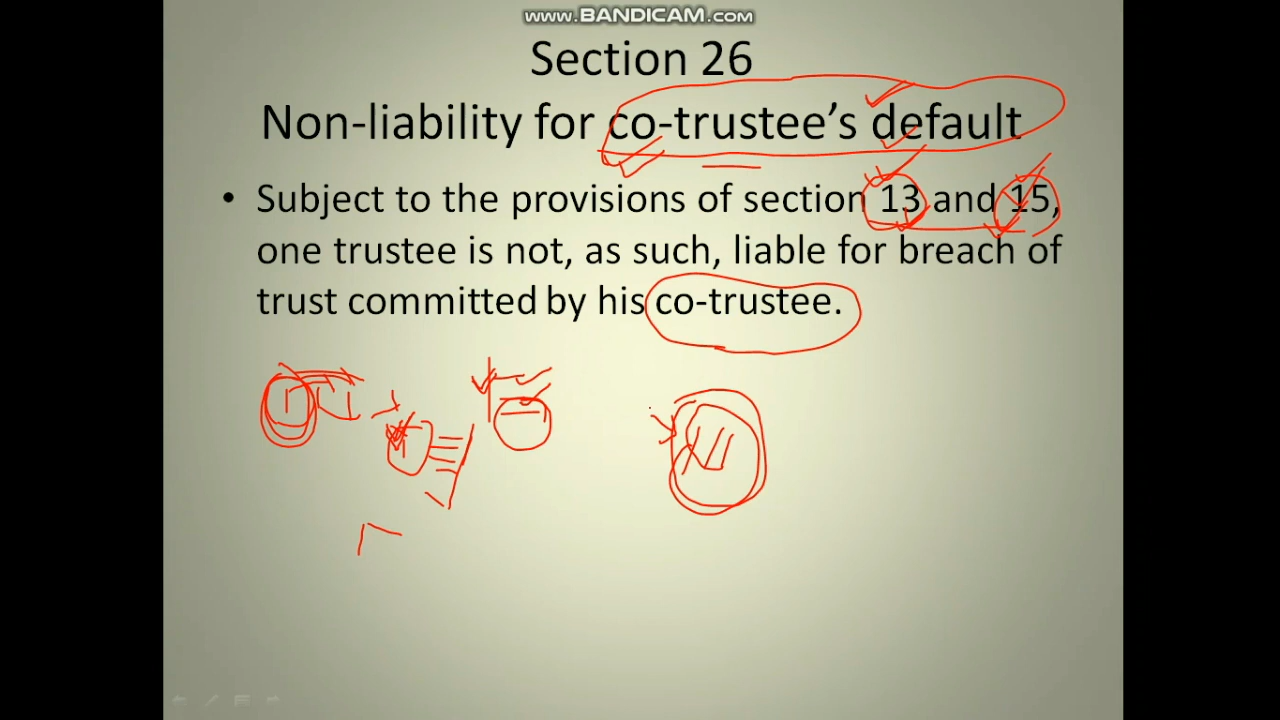 www.BANDICAM.com
Section 26
Non-liability for co-trustee's default
• Subject to the provisions of section 13 and 15,
one trustee is not, as such, liable for breach of
trust committed by his co-trustee.